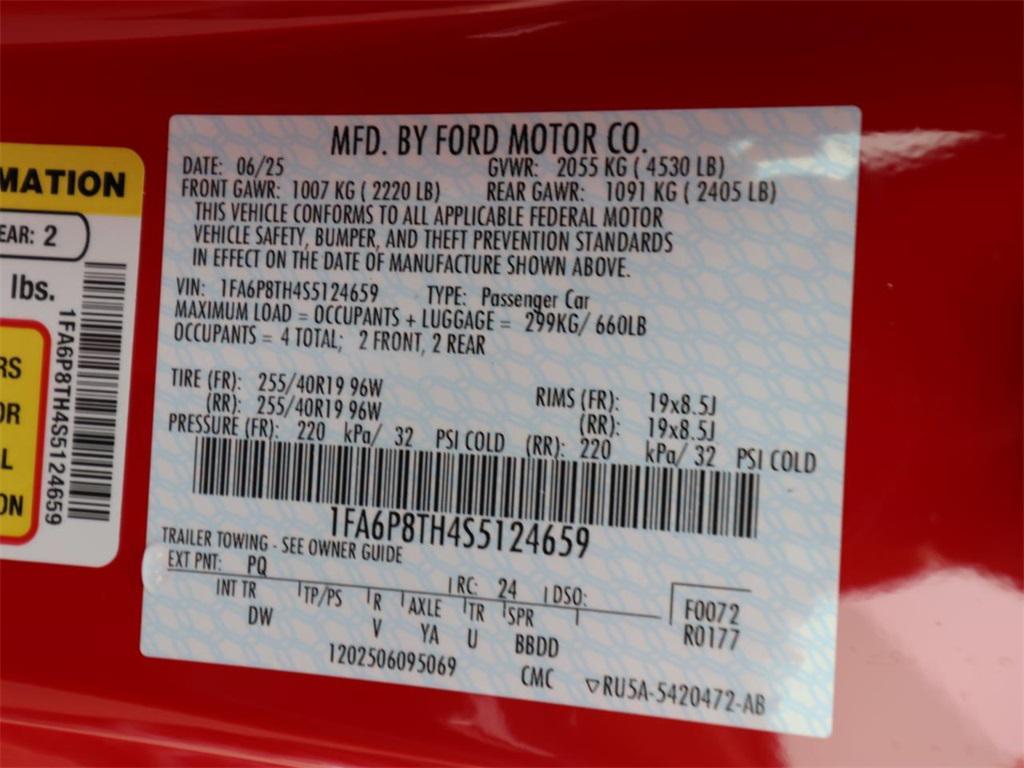 MATION
EAR: 2
lbs.
1FA6P8TH4S5124659
RS
OR
L
ON
MFD. BY FORD MOTOR CO.
DATE: 06/25 GVWR: 2055 KG ( 4530 LB)
FRONT GAWR: 1007 KG ( 2220 LB) REAR GAWR: 1091 KG ( 2405 LB)
THIS VEHICLE CONFORMS TO ALL APPLICABLE FEDERAL MOTOR
VEHICLE SAFETY, BUMPER, AND THEFT PREVENTION STANDARDS
IN EFFECT ON THE DATE OF MANUFACTURE SHOWN ABOVE.
VIN: 1FA6P8TH4S5124659 TYPE: Passenger Car
MAXIMUM LOAD = OCCUPANTS + LUGGAGE = 299KG/ 660LB
OCCUPANTS = 4 TOTAL; 2 FRONT, 2 REAR
TIRE (FR): 255/40R19 96W RIMS (FR): 19x8.5J
(RR): 255/40R19 96W (RR): 19x8.5J
PRESSURE (FR): 220 kPa/ 32 PSI COLD (RR): 220 kPa/ 32 PSI COLD
1FA6P8TH4S5124659
TRAILER TOWING - SEE OWNER GUIDE
EXT PNT: PQ RC: 24 DSO:
INT TR TP/PS R AXLE TR SPR F0072
DW V YA U BBDD R0177
1202506095069 CMC ▽RU5A-5420472-AB